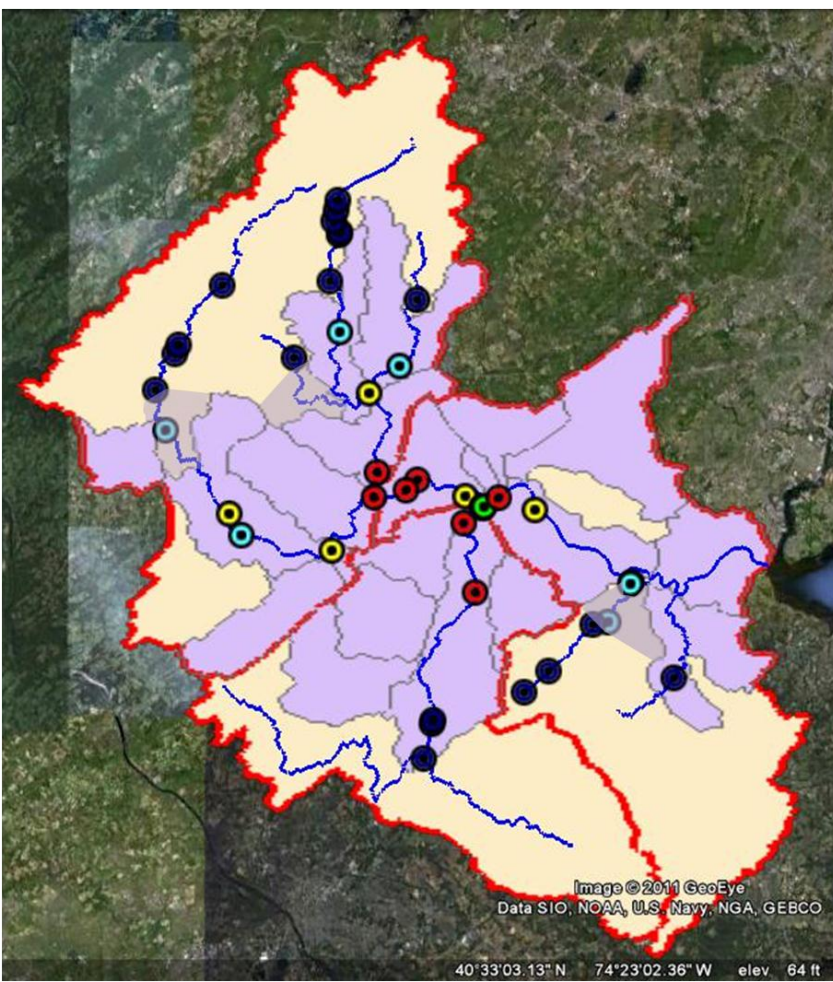 Image © 2011 GeoEye
Data SIO, NOAA, U.S. Navy, NGA, GEBCO
40°33'03.13" N 74°23'02.36" W elev 64 ft